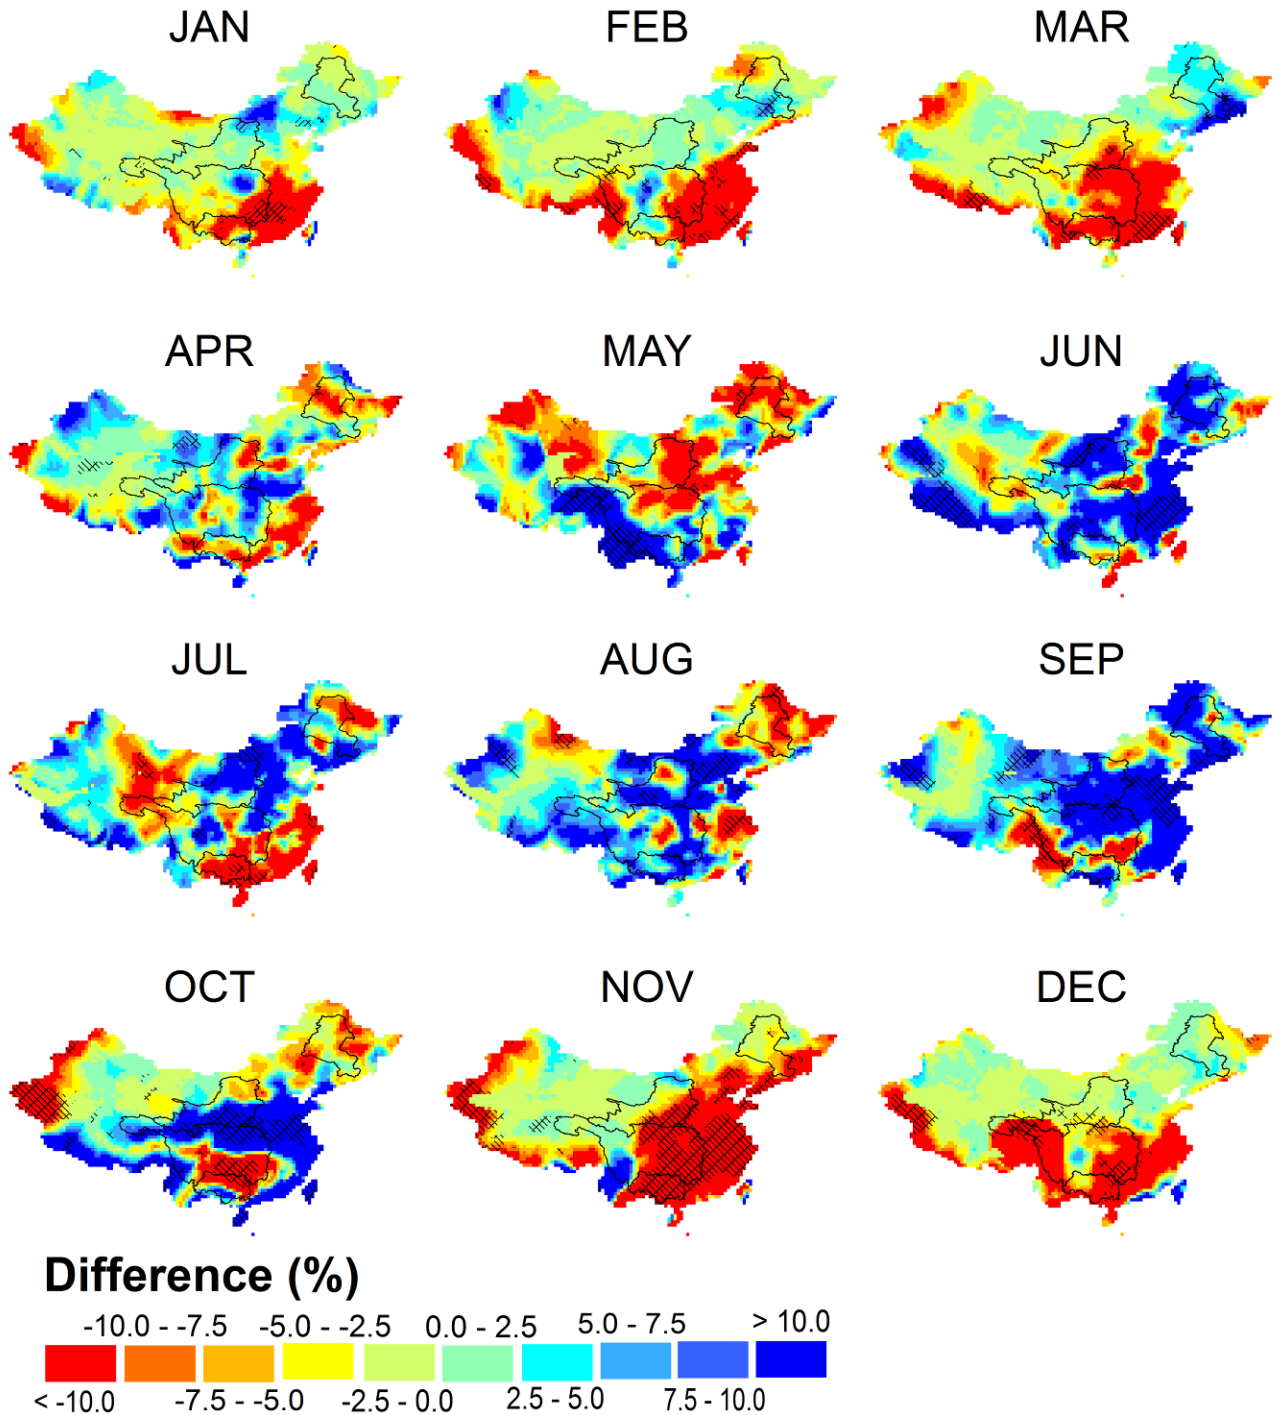 JAN FEB MAR
APR MAY JUN
JUL AUG SEP
OCT NOV DEC
Difference (%)
-10.0 - -7.5 -5.0 - -2.5 0.0 - 2.5 5.0 - 7.5 > 10.0
< -10.0 -7.5 - -5.0 -2.5 - 0.0 2.5 - 5.0 7.5 - 10.0